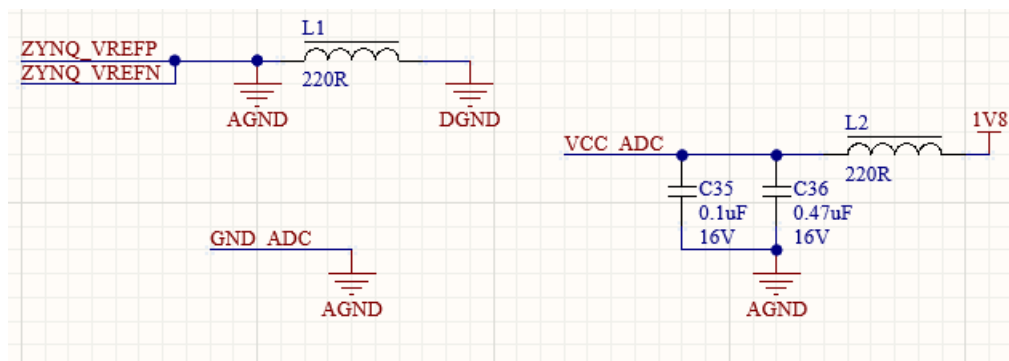 L1
ZYNQ_VREFP
ZYNQ_VREFN
220R
AGND
DGND
L2
1V8
VCC_ADC
220R
C35
0.1uF
16V
C36
0.47uF
16V
GND_ADC
AGND
AGND